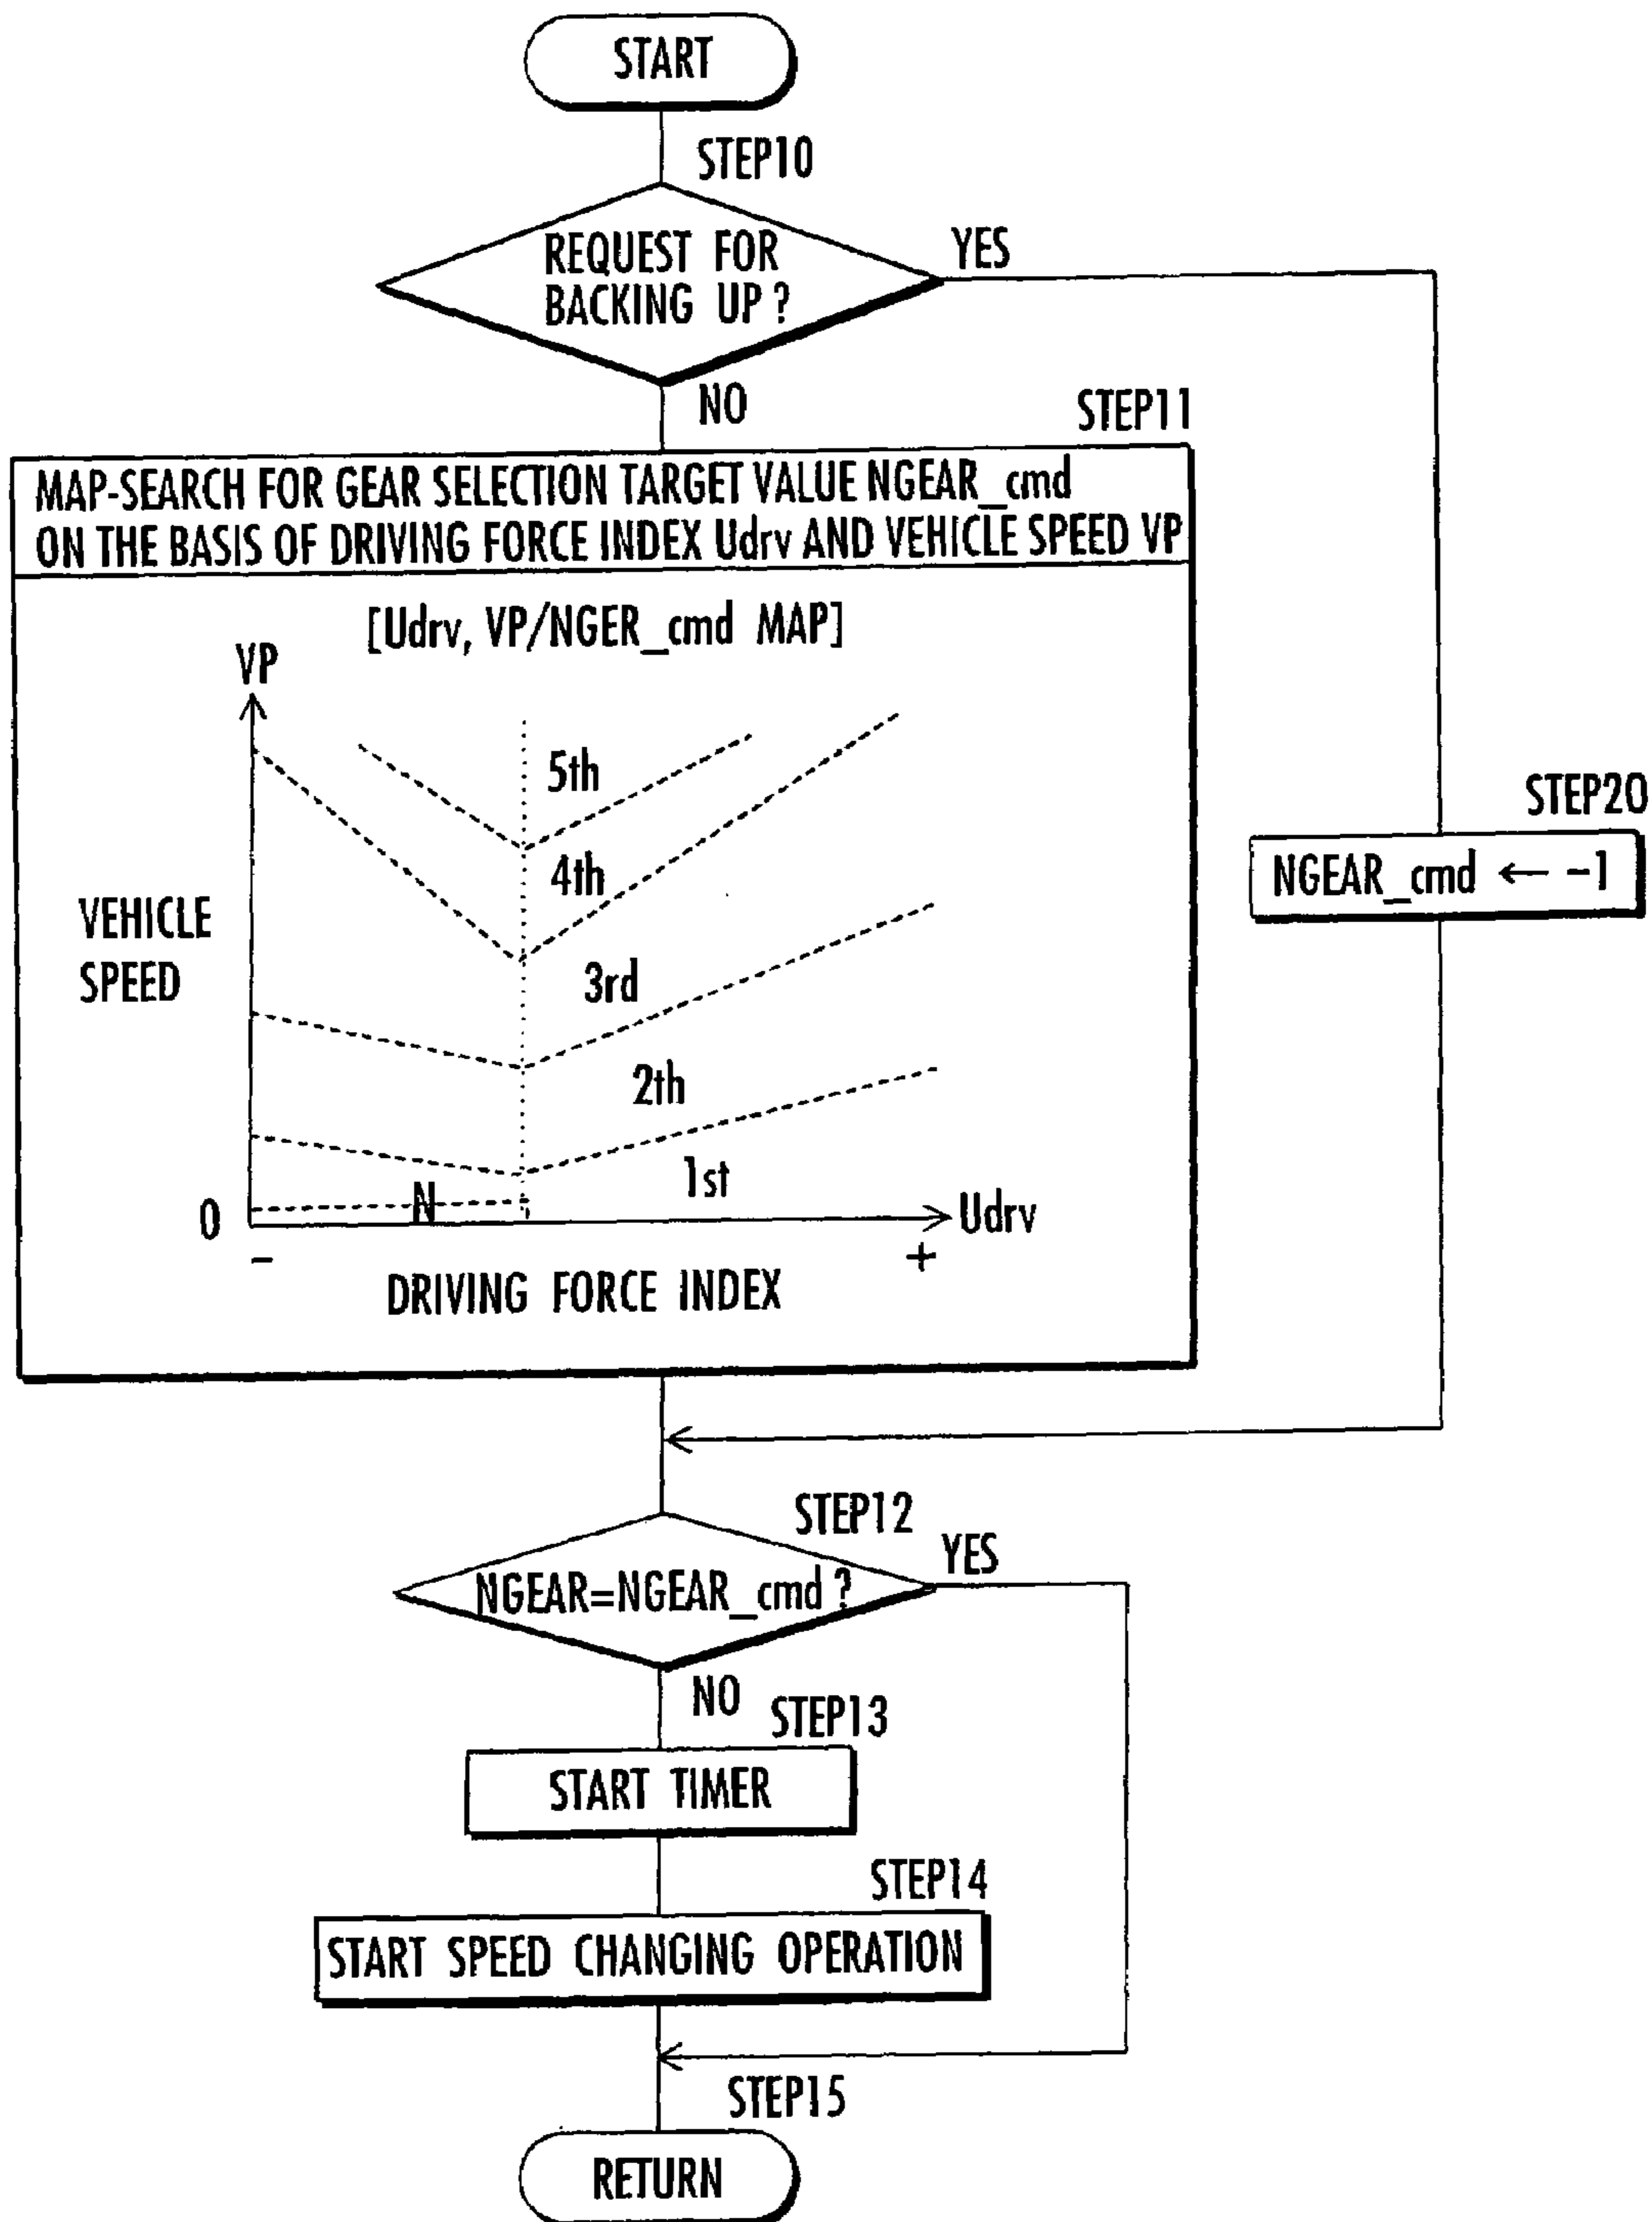 START
STEP10
REQUEST FOR
BACKING UP?
YES
NO
STEP11
MAP-SEARCH FOR GEAR SELECTION TARGET VALUE NGEAR_cmd
ON THE BASIS OF DRIVING FORCE INDEX Udrv AND VEHICLE SPEED VP
[Udrv, VP/NGER_cmd MAP]
VP
5th
4th
VEHICLE
SPEED
3rd
2th
1st
N
0
Udrv
-
+
DRIVING FORCE INDEX
STEP20
NGEAR_cmd ← -1
STEP12
YES
NGEAR=NGEAR_cmd?
NO
STEP13
START TIMER
STEP14
START SPEED CHANGING OPERATION
STEP15
RETURN